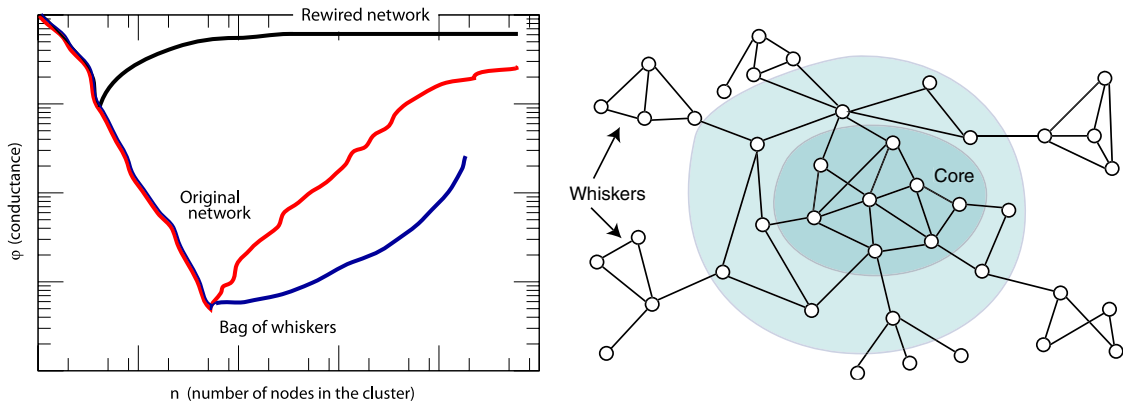 Rewired network
φ (conductance)
Original
network
Bag of whiskers
n (number of nodes in the cluster)
Whiskers
Core